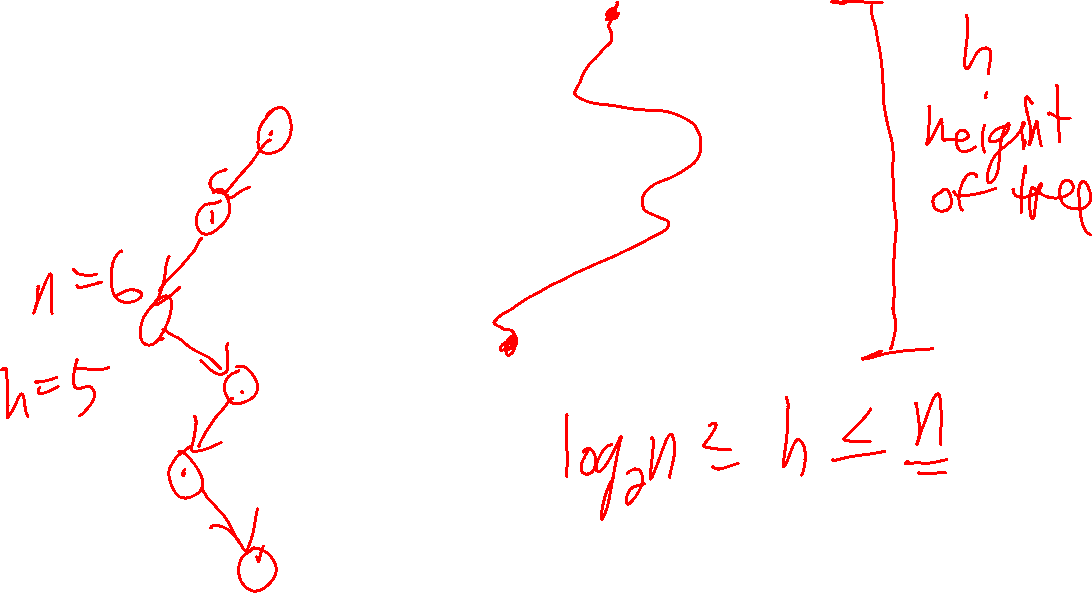 n=6
h=5
h
height
of tree
log₂n ≤ h ≤ n